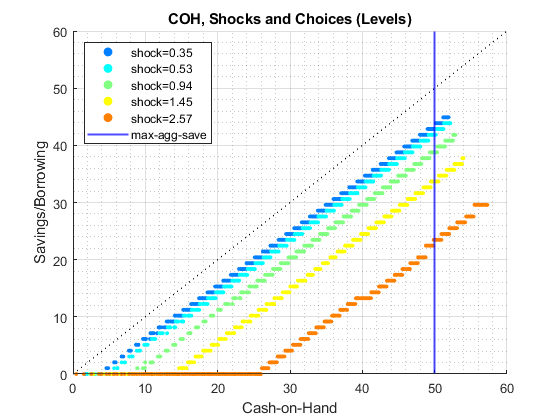 COH, Shocks and Choices (Levels)
60
50
40
30
20
10
0
Savings/Borrowing
shock=0.35
shock=0.53
shock=0.94
shock=1.45
shock=2.57
max-agg-save
0 10 20 30 40 50 60
Cash-on-Hand